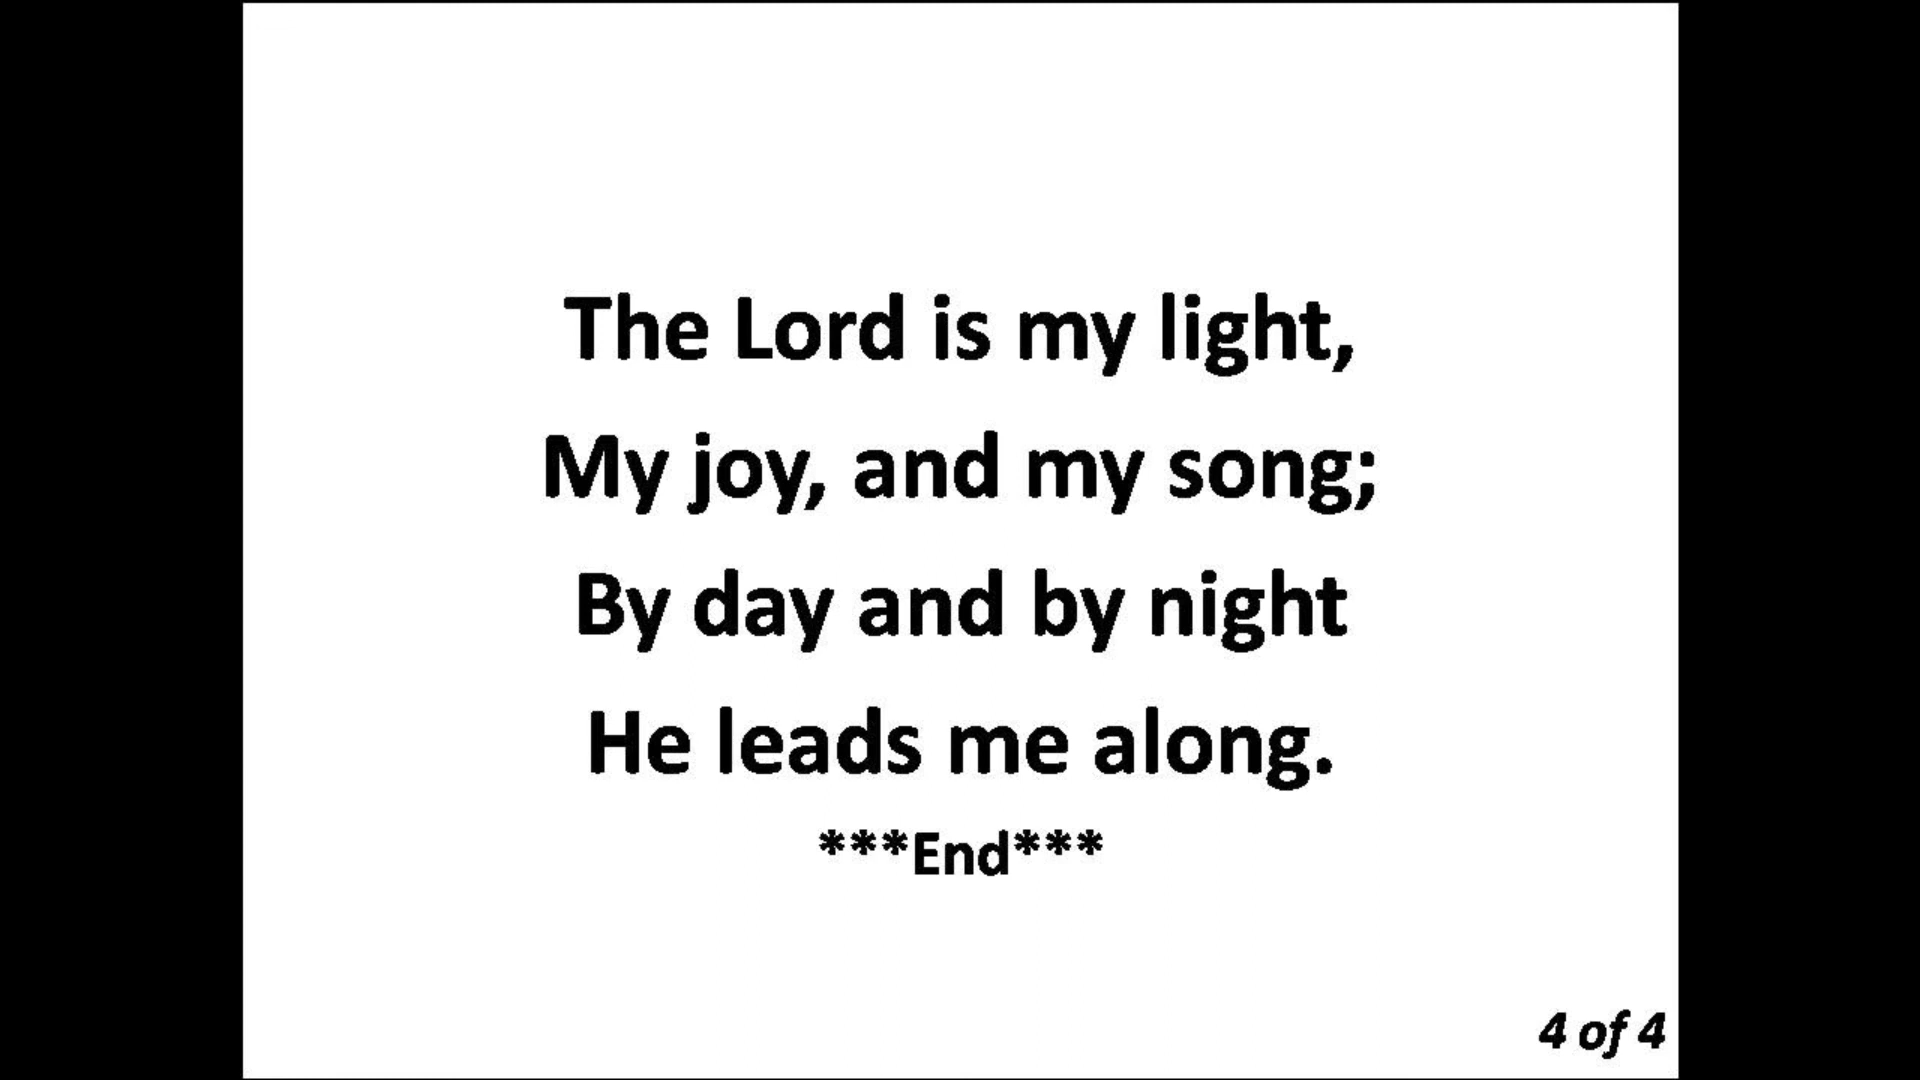 The Lord is my light,
My joy, and my song;
By day and by night
He leads me along.
***End***
4 of 4